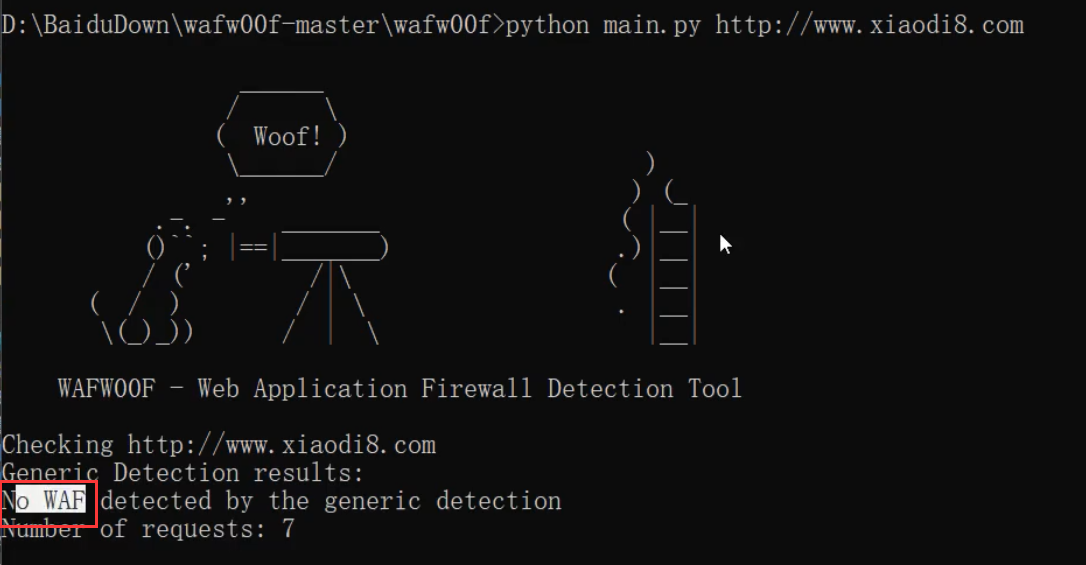 D:\BaiduDown\wafw00f-master\wafw00f>python main.py http://www.xiaodi8.com
Woof!
WAFW00F - Web Application Firewall Detection Tool
Checking http://www.xiaodi8.com
Generic Detection results:
No WAF detected by the generic detection
Number of requests: 7